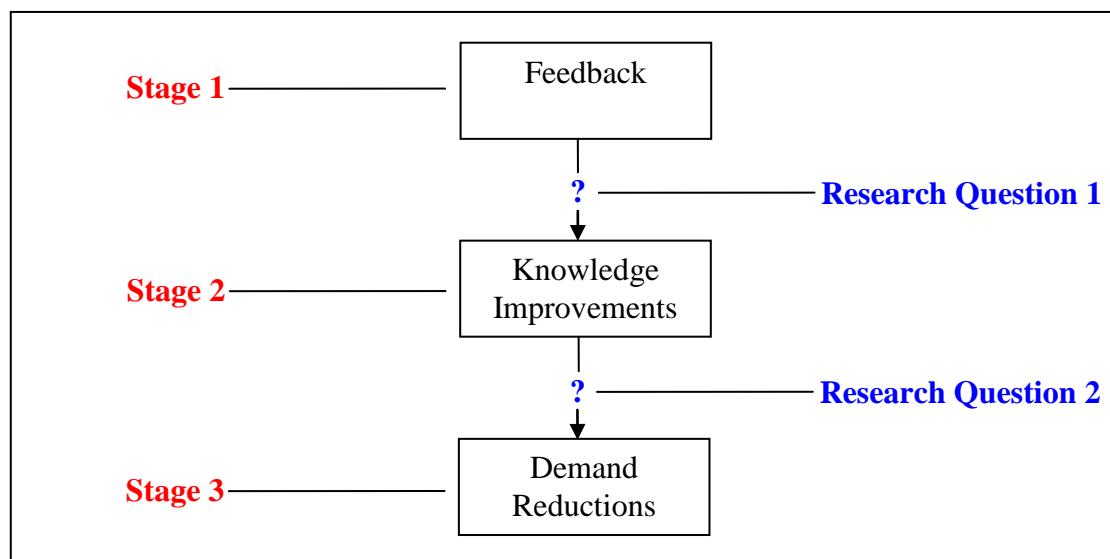 Stage 1
Feedback
?
Research Question 1
Stage 2
Knowledge
Improvements
?
Research Question 2
Stage 3
Demand
Reductions